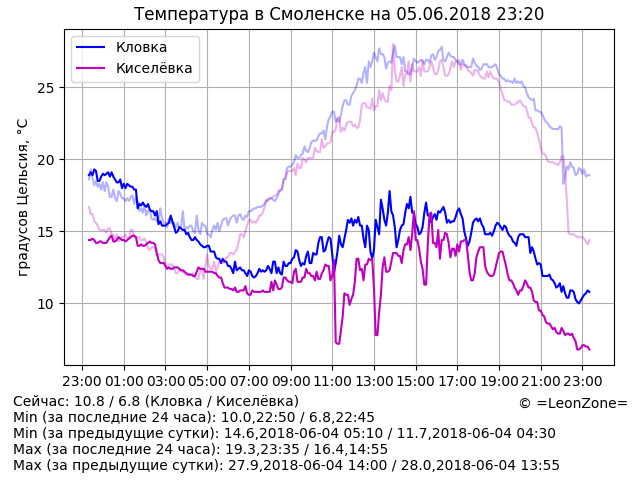 Температура в Смоленске на 05.06.2018 23:20
Кловка
Киселёвка
градусов Цельсия, °C
25
20
15
10
23:00 01:00 03:00 05:00 07:00 09:00 11:00 13:00 15:00 17:00 19:00 21:00 23:00
Сейчас: 10.8 / 6.8 (Кловка / Киселёвка)
© =LeonZone=
Min (за последние 24 часа): 10.0,22:50 / 6.8,22:45
Min (за предыдущие сутки): 14.6,2018-06-04 05:10 / 11.7,2018-06-04 04:30
Max (за последние 24 часа): 19.3,23:35 / 16.4,14:55
Max (за предыдущие сутки): 27.9,2018-06-04 14:00 / 28.0,2018-06-04 13:55